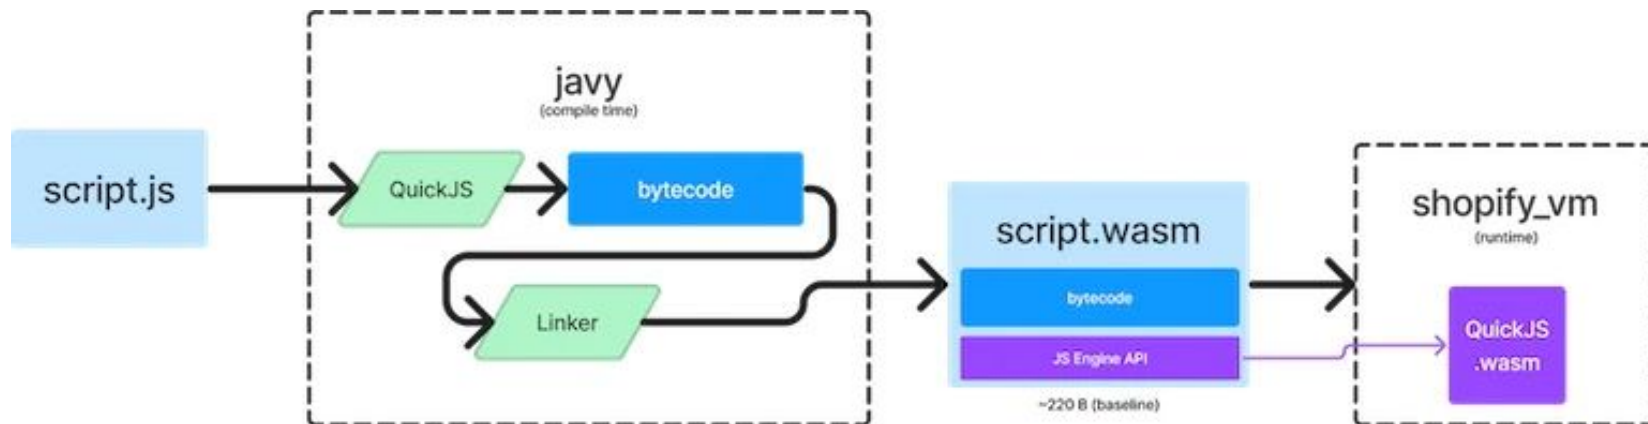 script.js
javy
(compile time)
QuickJS
bytecode
Linker
script.wasm
bytecode
JS Engine API
~220 B (baseline)
shopify_vm
(runtime)
QuickJS
.wasm